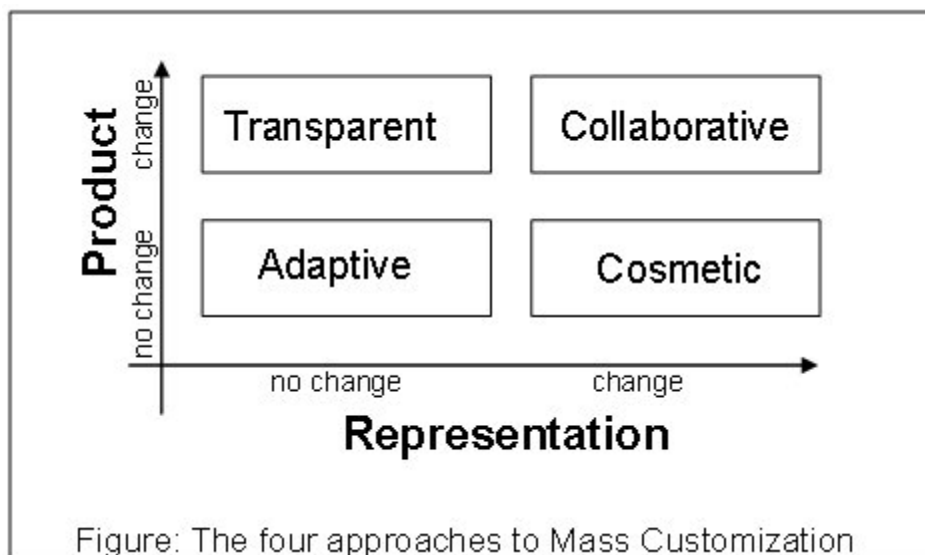 change
Transparent
Collaborative
Product
no change
Adaptive
Cosmetic
no change
change
Representation
Figure: The four approaches to Mass Customization